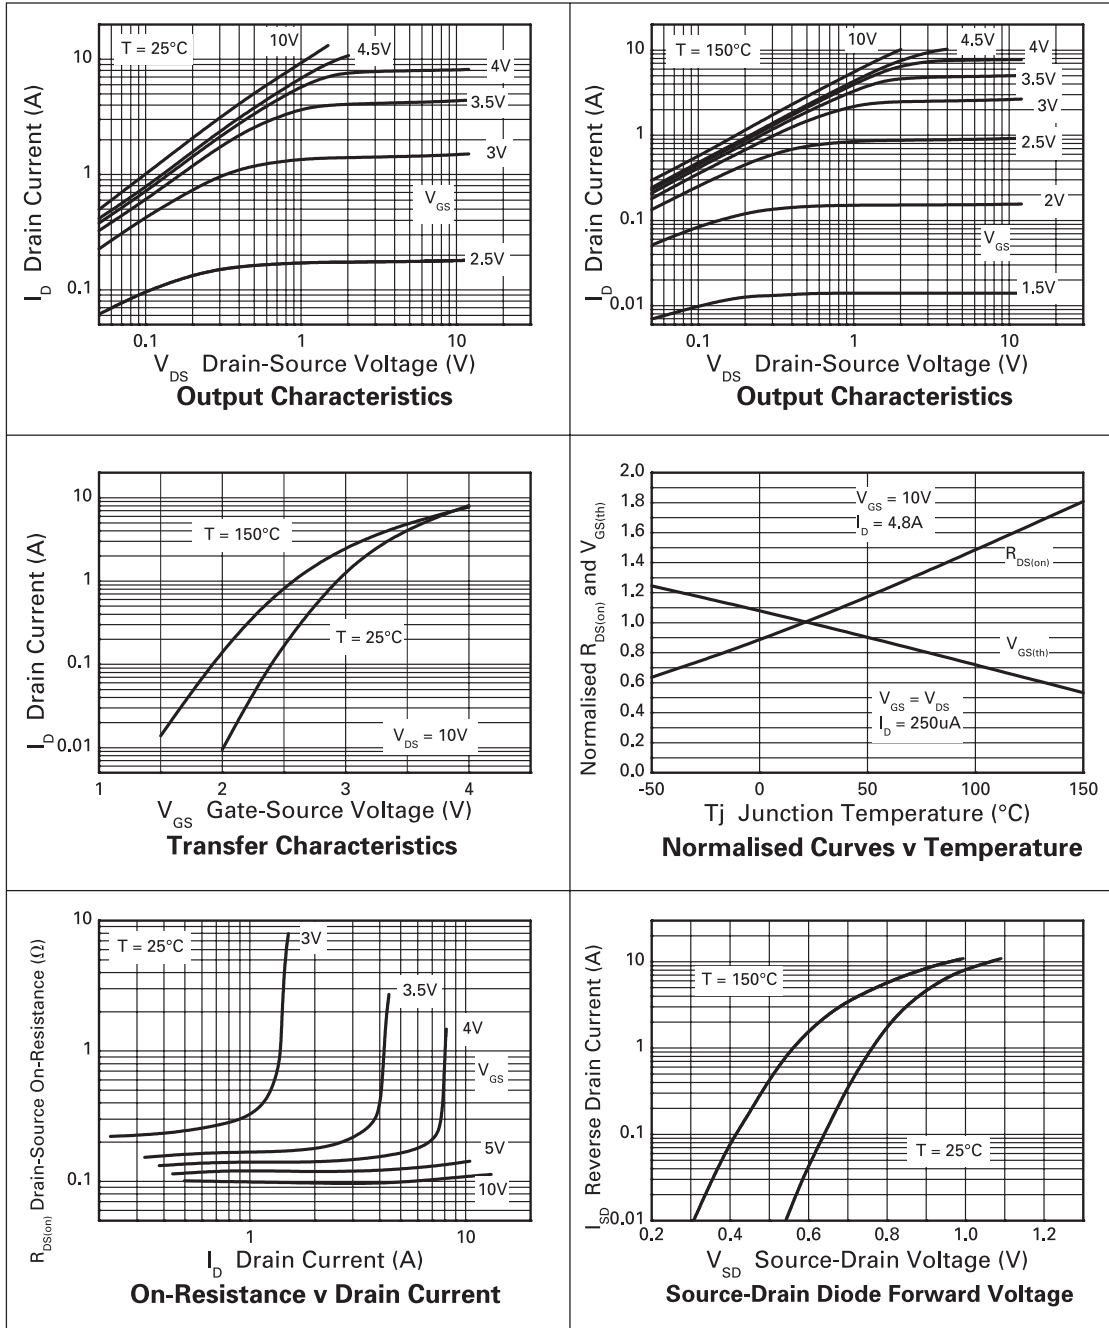 T = 25°C
10V
4.5V
4V
3.5V
3V
V_GS
2.5V
10
1
0.1
0.1
1
10
I_D Drain Current (A)
V_DS Drain-Source Voltage (V)
Output Characteristics
T = 150°C
10V
4.5V
4V
3.5V
3V
2.5V
2V
V_GS
1.5V
10
1
0.1
0.01
0.1
1
10
I_D Drain Current (A)
V_DS Drain-Source Voltage (V)
Output Characteristics
T = 150°C
T = 25°C
V_DS = 10V
10
1
0.1
0.01
1
2
3
4
I_D Drain Current (A)
V_GS Gate-Source Voltage (V)
Transfer Characteristics
V_GS = 10V
I_D = 4.8A
R_DS(on)
V_GS(th)
V_GS = V_DS
I_D = 250uA
2.0
1.8
1.6
1.4
1.2
1.0
0.8
0.6
0.4
0.2
0.0
-50
0
50
100
150
Normalised R_DS(on) and V_GS(th)
Tj Junction Temperature (°C)
Normalised Curves v Temperature
T = 25°C
3V
3.5V
4V
V_GS
5V
10V
10
1
0.1
1
10
R_DS(on) Drain-Source On-Resistance (Ω)
I_D Drain Current (A)
On-Resistance v Drain Current
T = 150°C
T = 25°C
10
1
0.1
0.01
0.2
0.4
0.6
0.8
1.0
1.2
I_SD Reverse Drain Current (A)
V_SD Source-Drain Voltage (V)
Source-Drain Diode Forward Voltage